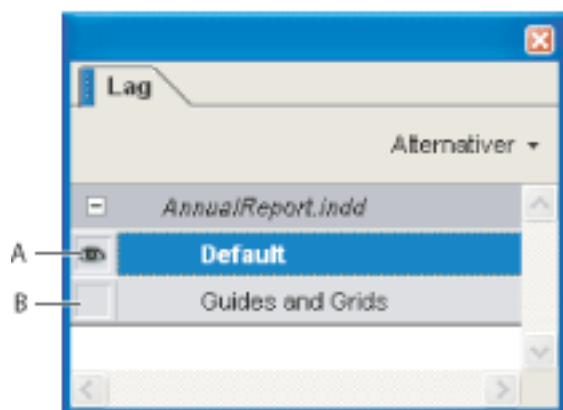 Lag
Alternativer
AnnualReport.indd
A Default
B Guides and Grids